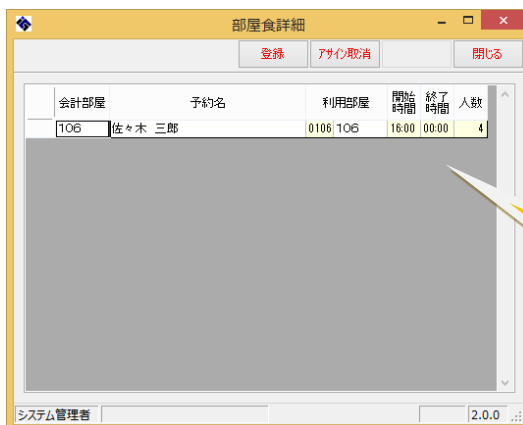 部屋食詳細
登録 アサイン取消 閉じる
会計部屋 予約名 利用部屋 開始時間 終了時間 人数
106 佐々木 三郎 0106 106 16:00 00:00 4
システム管理者 2.0.0